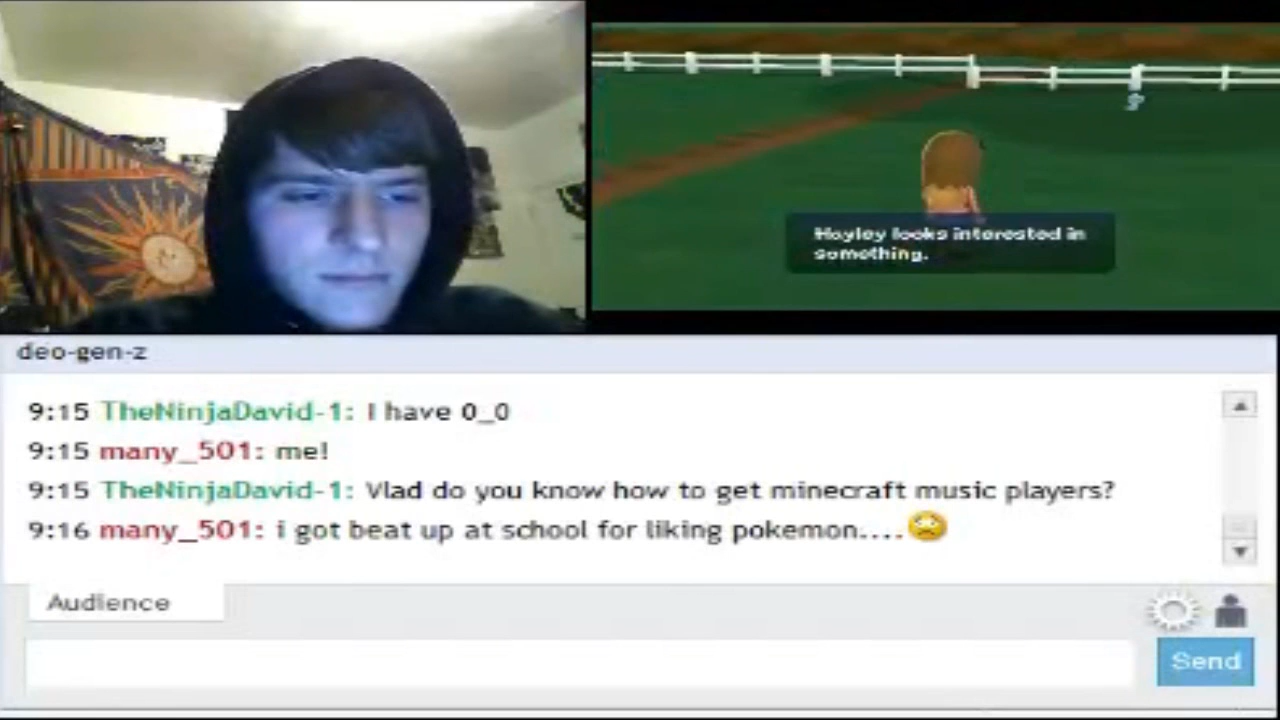 Hayley looks interested in
something.
deo-gen-z
9:15 TheNinjaDavid-1: I have 0_0
9:15 many_501: me!
9:15 TheNinjaDavid-1: Vlad do you know how to get minecraft music players?
9:16 many_501: i got beat up at school for liking pokemon....
Audience
Send